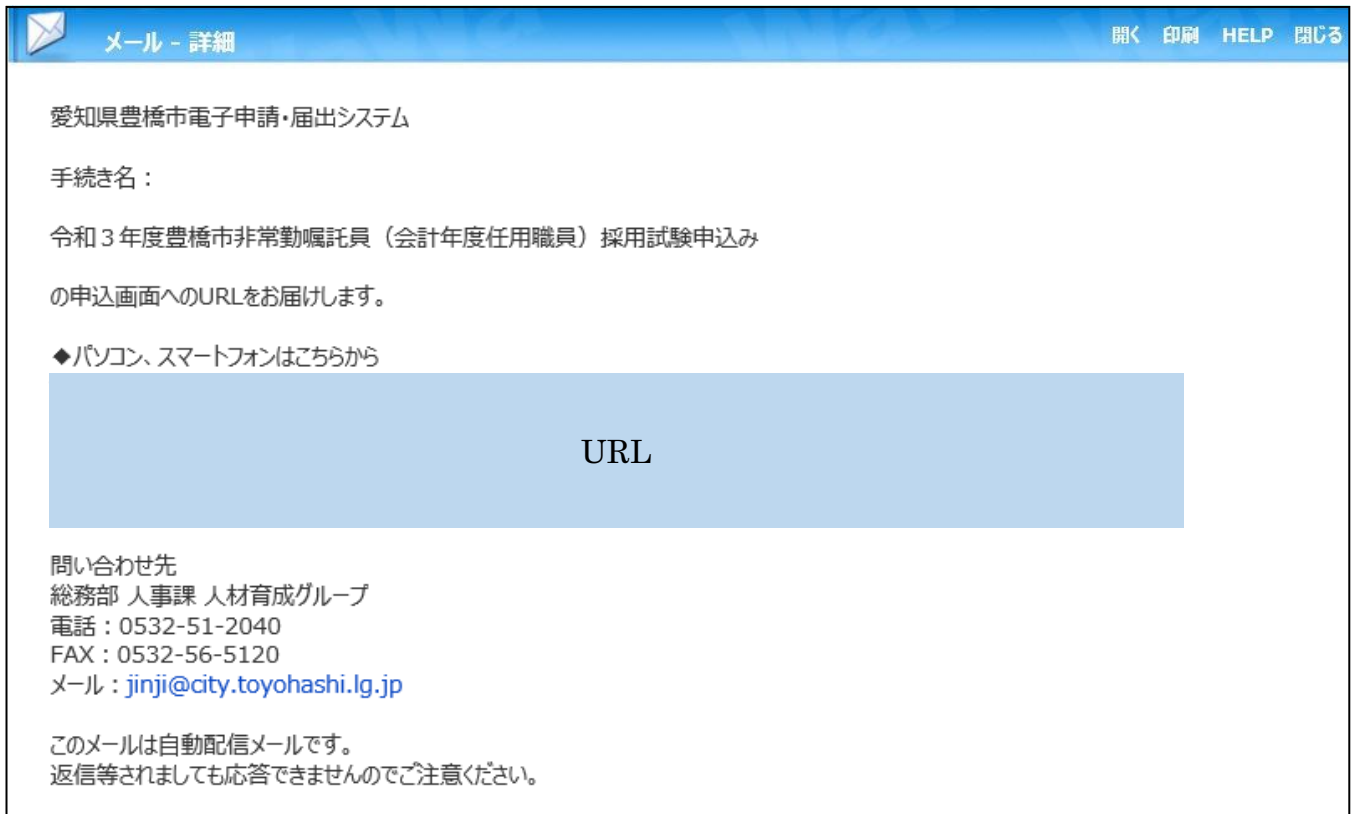 メール - 詳細
開く 印刷 HELP 閉じる
愛知県豊橋市電子申請・届出システム
手続き名：
令和３年度豊橋市非常勤嘱託員（会計年度任用職員）採用試験申込み
の申込画面へのURLをお届けします。
◆パソコン、スマートフォンはこちらから
URL
問い合わせ先
総務部 人事課 人材育成グループ
電話：0532-51-2040
FAX：0532-56-5120
メール：jinji@city.toyohashi.lg.jp
このメールは自動配信メールです。
返信等されましても応答できませんのでご注意ください。